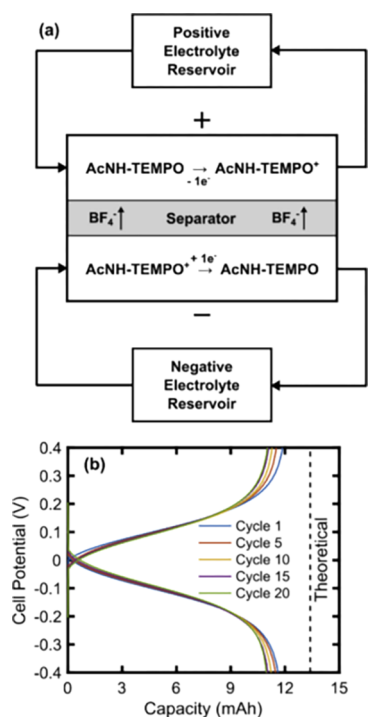 (a)
Positive
Electrolyte
Reservoir
+
AcNH-TEMPO → AcNH-TEMPO⁺
- 1e⁻
BF₄⁻↑ Separator BF₄⁻↑
+ 1e⁻
AcNH-TEMPO⁺ → AcNH-TEMPO
−
Negative
Electrolyte
Reservoir
(b)
Cell Potential (V)
0.4
0.3
0.2
0.1
0
-0.1
-0.2
-0.3
-0.4
Cycle 1
Cycle 5
Cycle 10
Cycle 15
Cycle 20
Theoretical
0 3 6 9 12 15
Capacity (mAh)